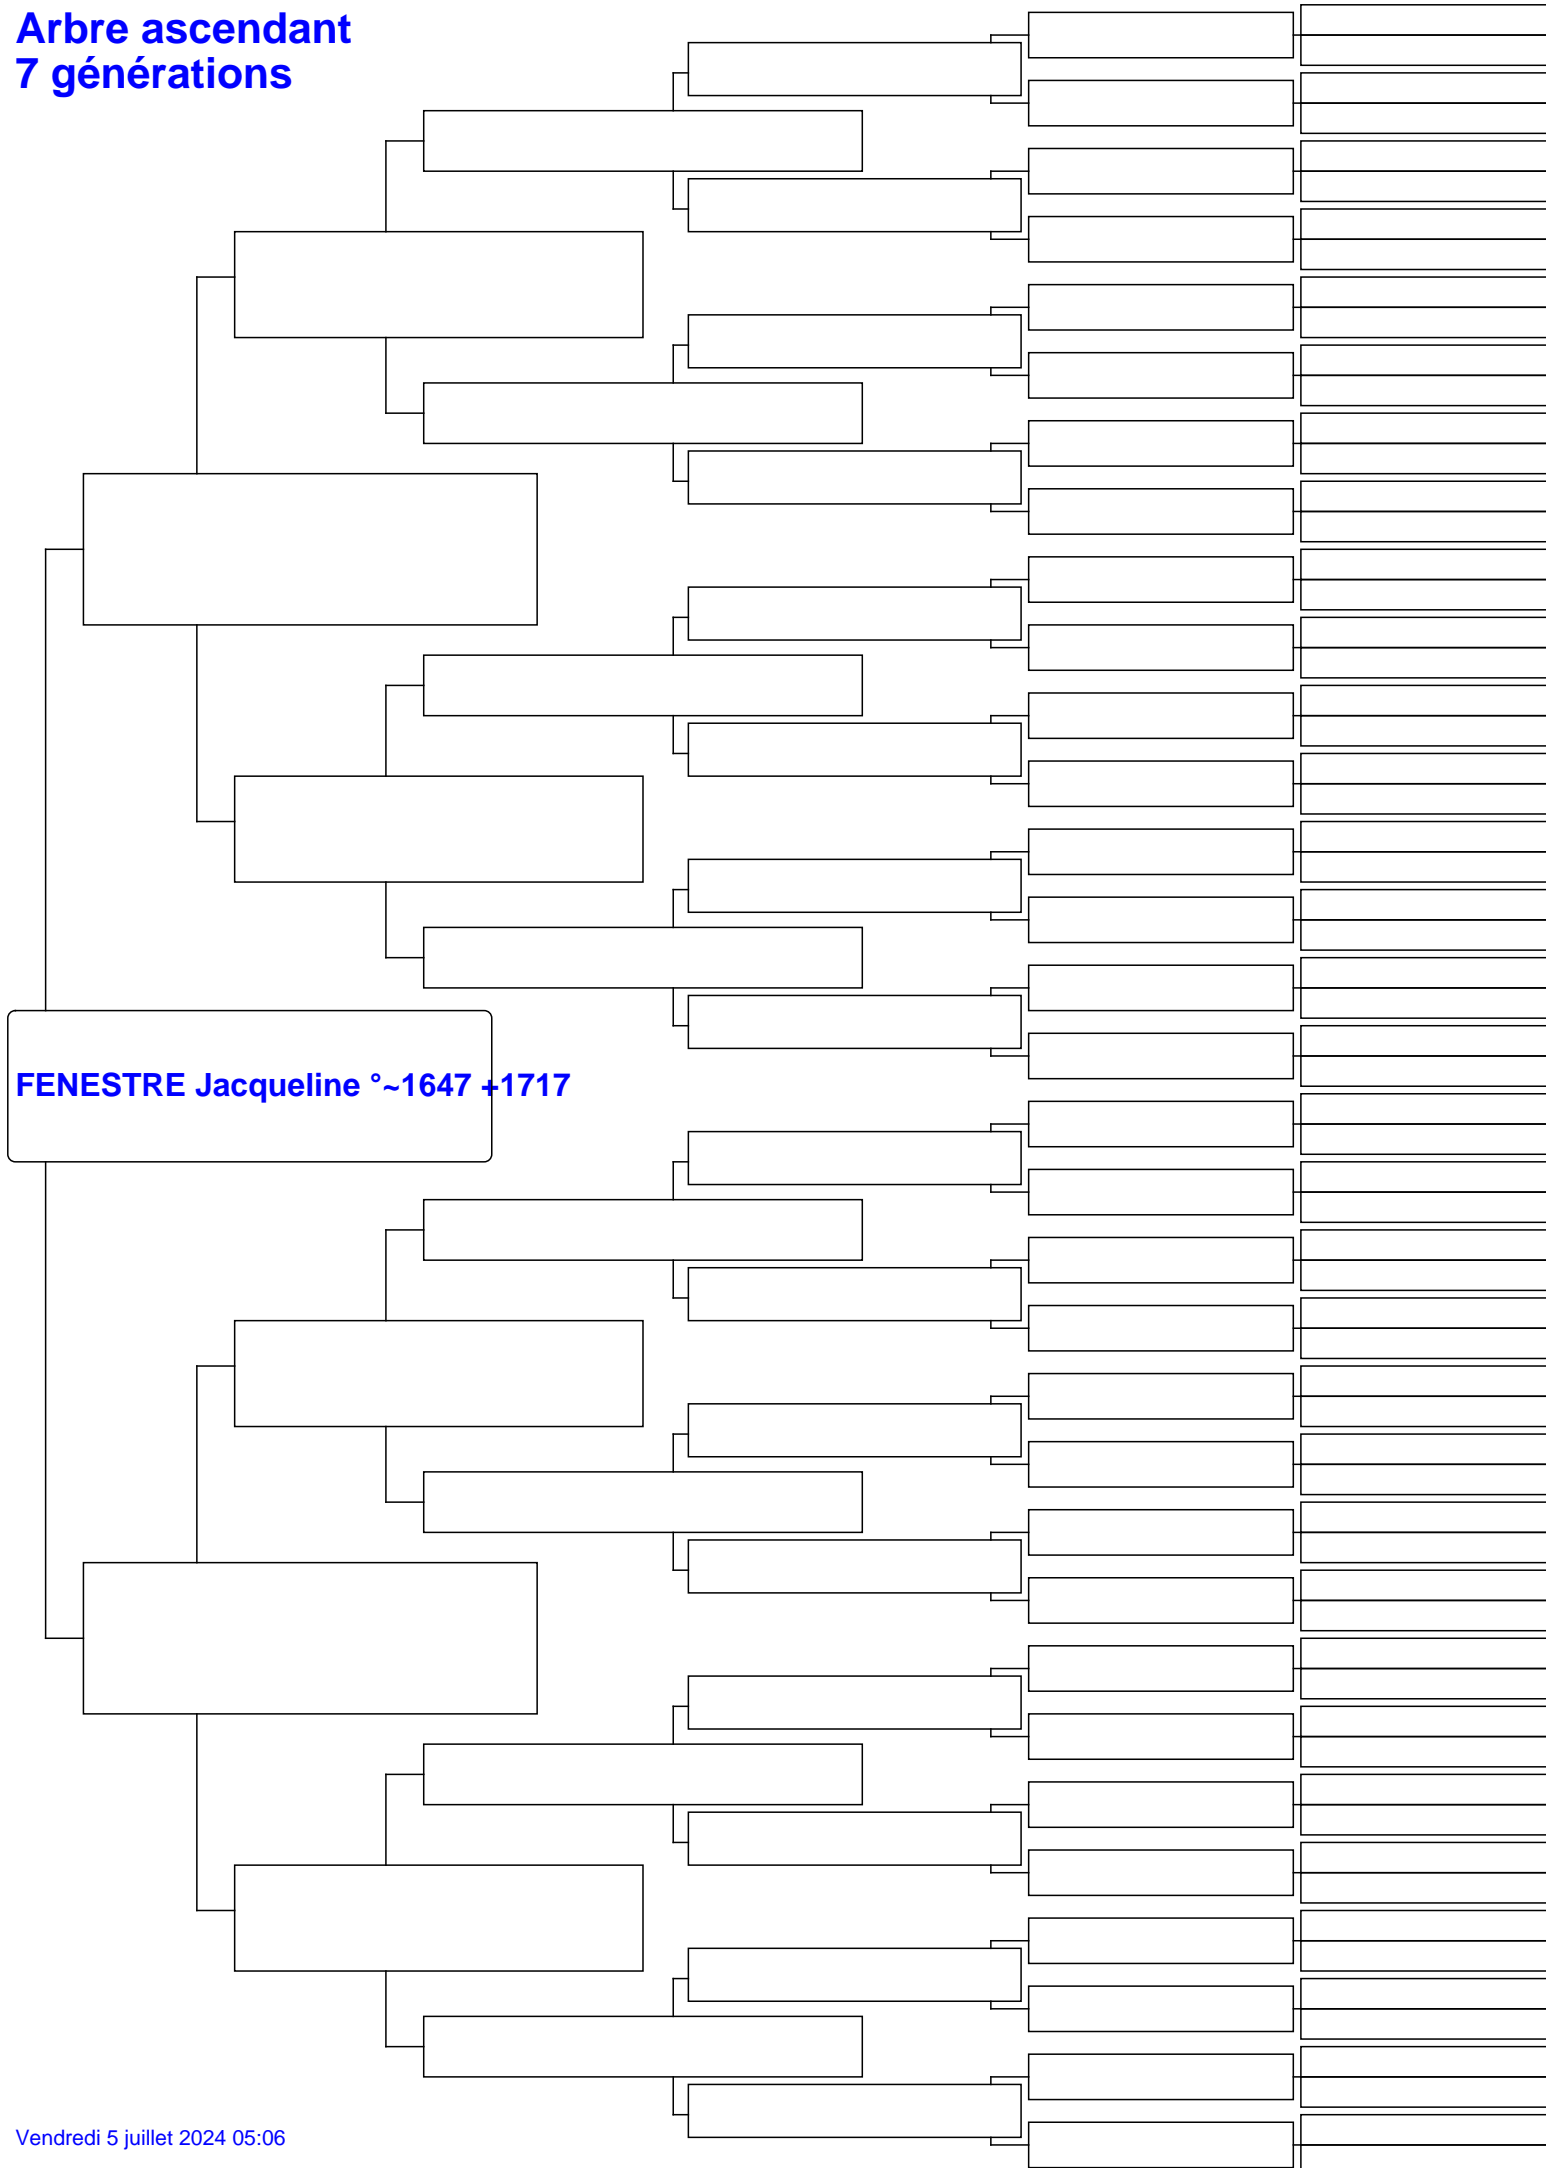 Arbre ascendant
7 générations
FENESTRE Jacqueline °~1647 +1717
Vendredi 5 juillet 2024 05:06